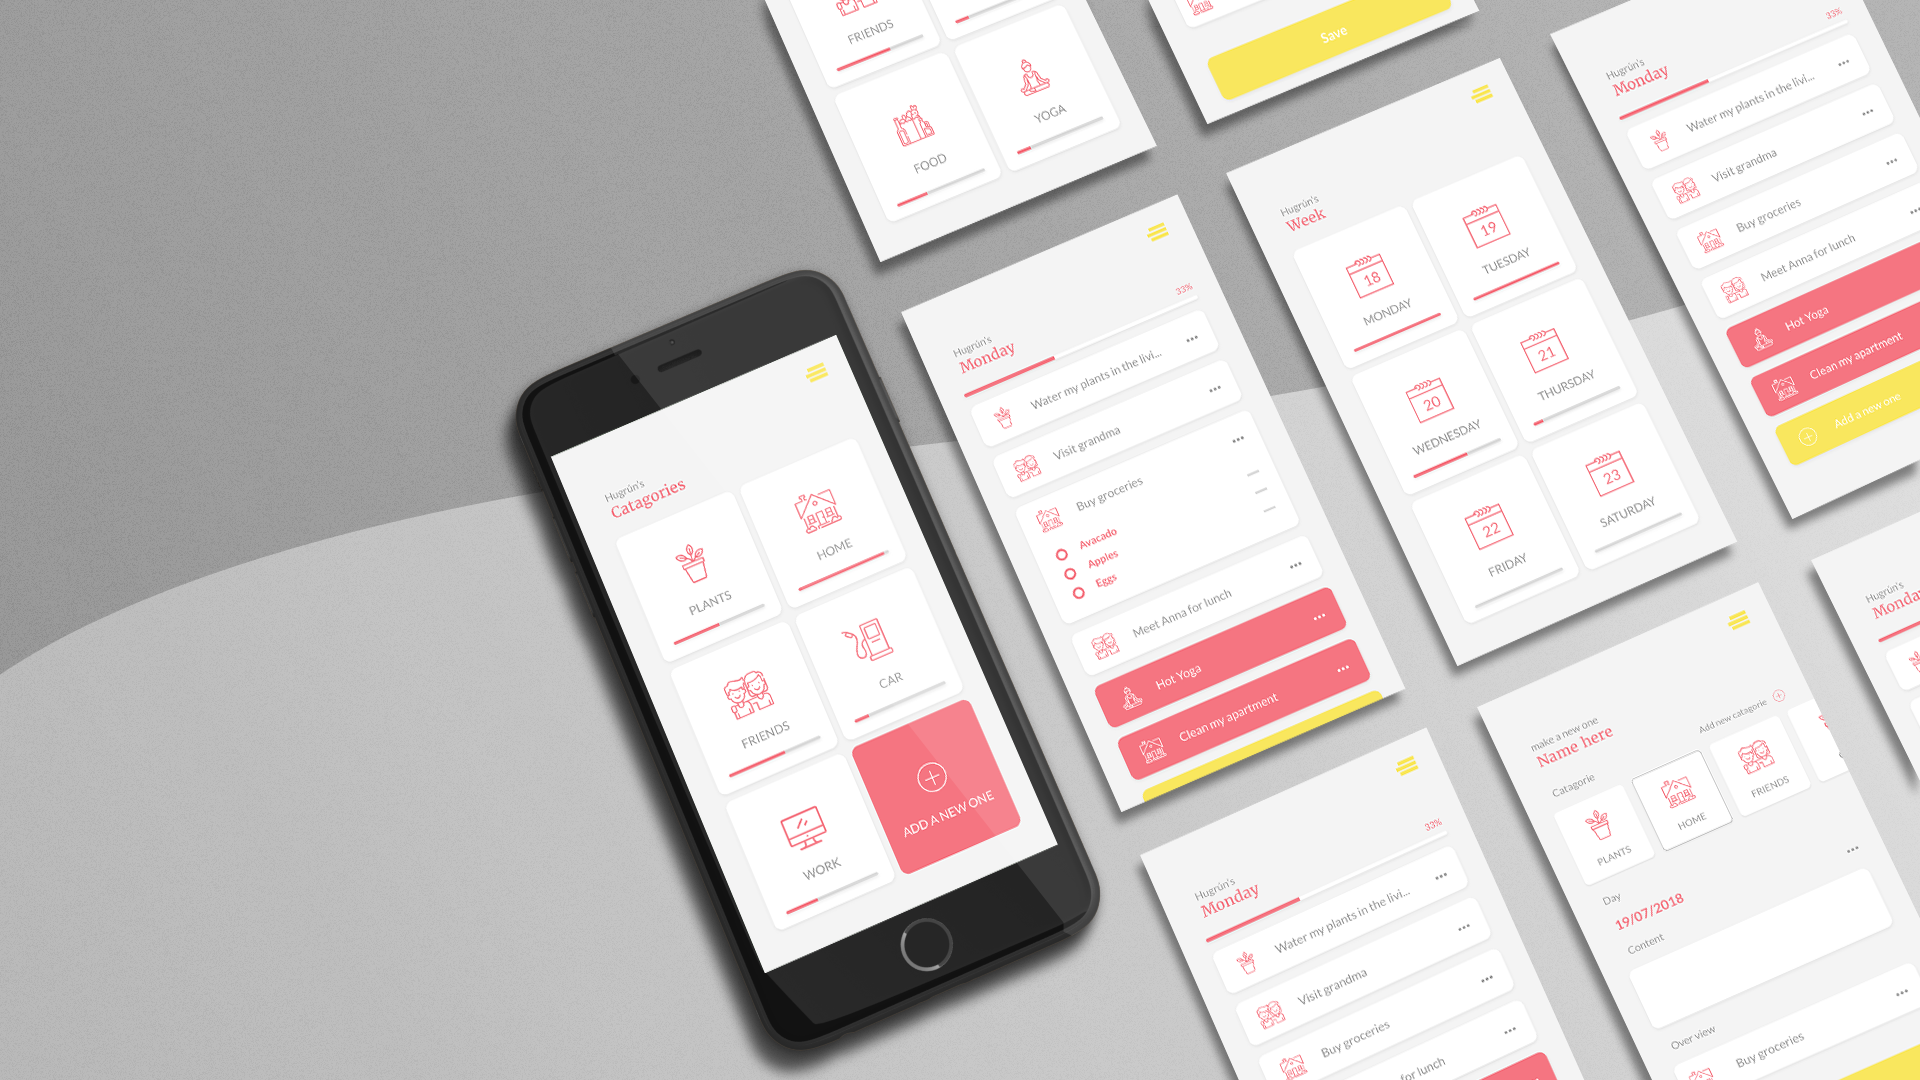 FRIENDS
FOOD
YOGA
Save
Hugrún's
Catagories
PLANTS
HOME
FRIENDS
CAR
WORK
ADD A NEW ONE
33%
Hugrún's
Monday
Water my plants in the livi...
Visit grandma
Buy groceries
Avacado
Apples
Eggs
Meet Anna for lunch
Hot Yoga
Clean my apartment
Hugrún's
Week
18
MONDAY
19
TUESDAY
20
WEDNESDAY
21
THURSDAY
22
FRIDAY
23
SATURDAY
33%
Hugrún's
Monday
Water my plants in the livi...
Visit grandma
Buy groceries
Meet Anna for lunch
Hot Yoga
Clean my apartment
Add a new one
33%
Hugrún's
Monday
Water my plants in the livi...
Visit grandma
Buy groceries
for lunch
make a new one
Name here
Add new catagorie
Catagorie
PLANTS
HOME
FRIENDS
Day
19/07/2018
Content
Over view
Buy groceries
Hugrún's
Monday